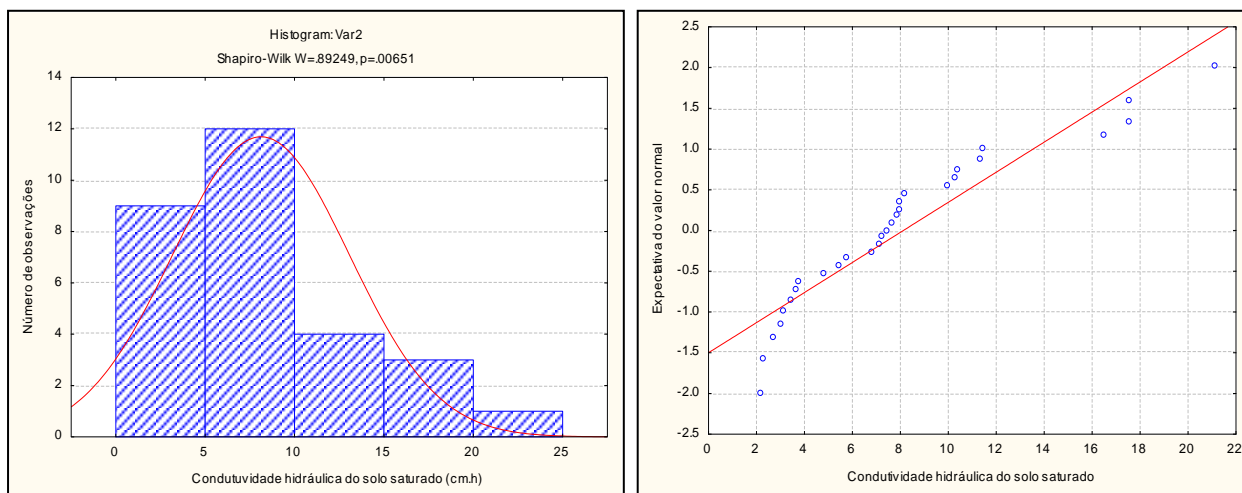 Histogram: Var2
Shapiro-Wilk W=.89249, p=.00651
14
12
10
8
6
4
2
0
Número de observações
0 5 10 15 20 25
Condutuvidade hidráulica do solo saturado (cm.h)
2.5
2.0
1.5
1.0
0.5
0.0
-0.5
-1.0
-1.5
-2.0
-2.5
Expectativa do valor normal
0 2 4 6 8 10 12 14 16 18 20 22
Condutividade hidráulica do solo saturado